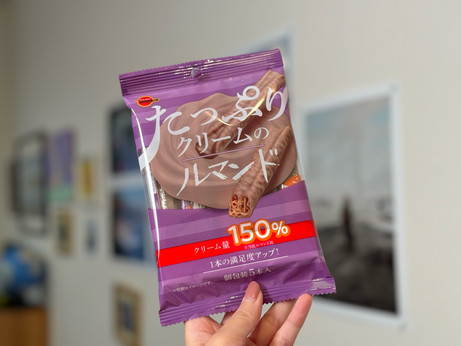 たっぷり
クリームの
ルマンド
クリーム量 150%
1本の満足度アップ!
個包装5本入